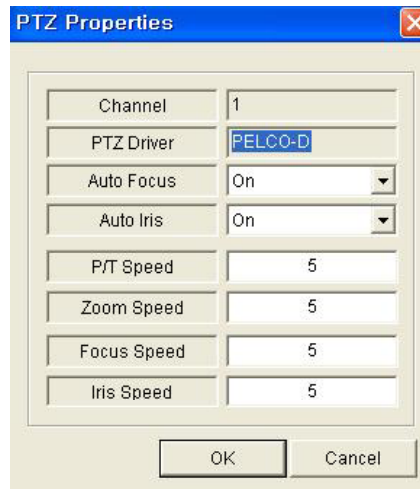 PTZ Properties
Channel 1
PTZ Driver PELCO-D
Auto Focus On
Auto Iris On
P/T Speed 5
Zoom Speed 5
Focus Speed 5
Iris Speed 5
OK Cancel